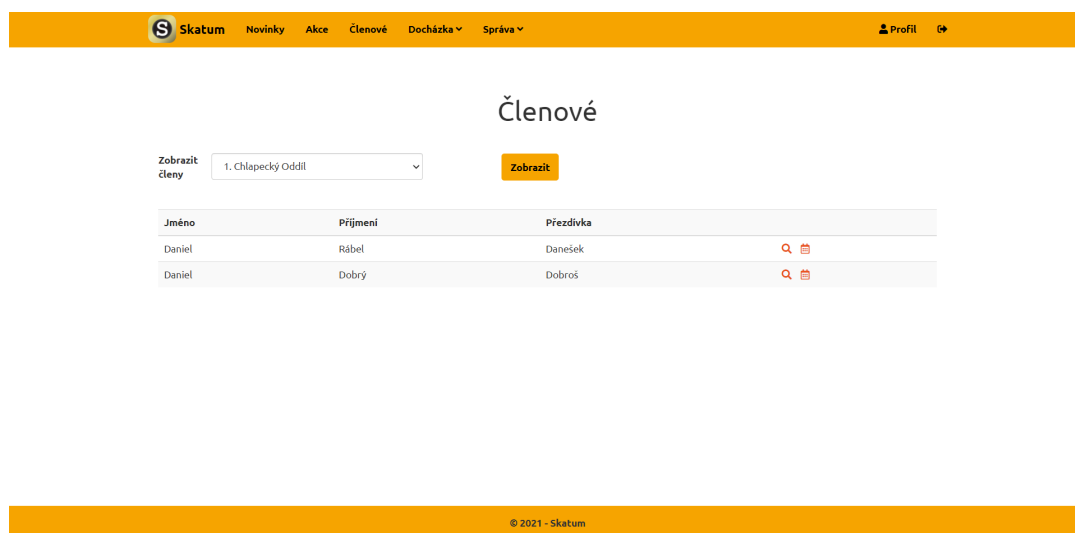 S Skatum Novinky Akce Členové Docházka Správa Profil
Členové
Zobrazit
členy
1. Chlapecký Oddíl
Zobrazit
Jméno Příjmení Přezdívka
Daniel Rábel Danešek
Daniel Dobrý Dobroš
© 2021 - Skatum